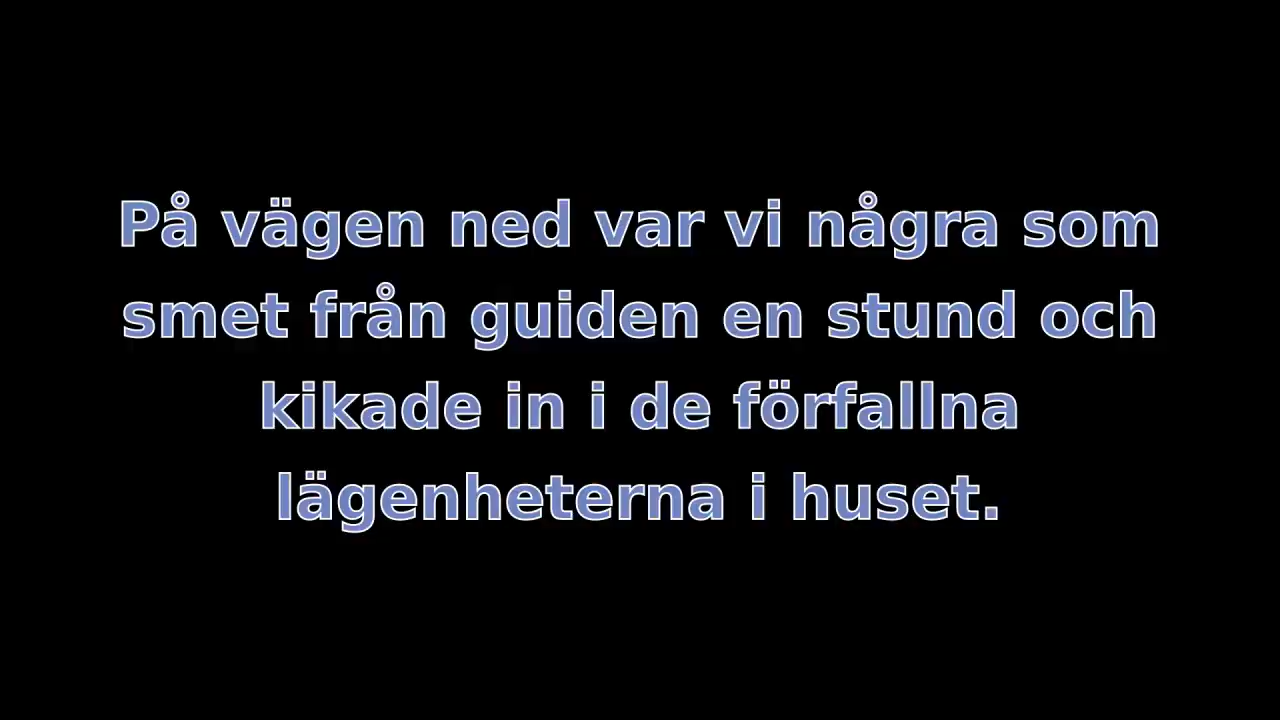 På vägen ned var vi några som
smet från guiden en stund och
kikade in i de förfallna
lägenheterna i huset.